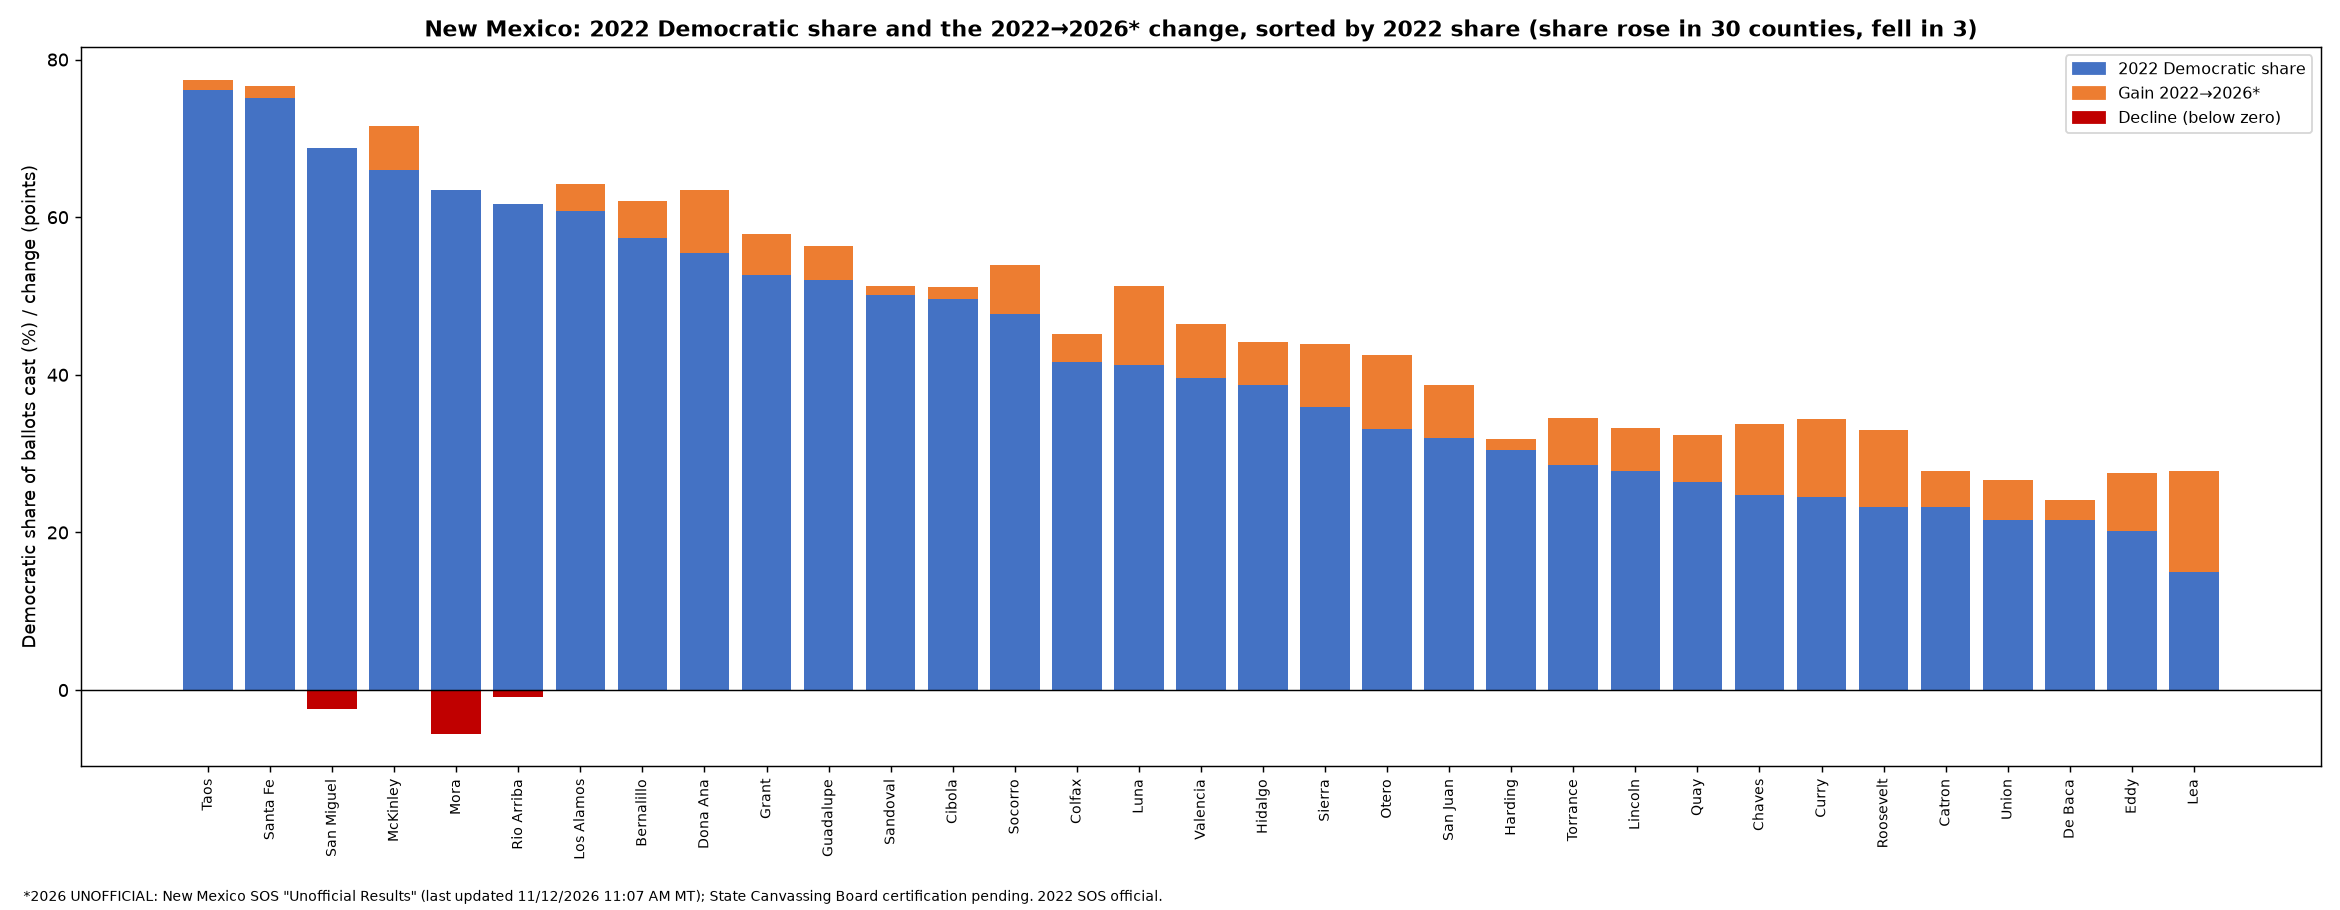 New Mexico: 2022 Democratic share and the 2022→2026* change, sorted by 2022 share (share rose in 30 counties, fell in 3)
Democratic share of ballots cast (%) / change (points)
80
60
40
20
0
2022 Democratic share
Gain 2022→2026*
Decline (below zero)
Taos
Santa Fe
San Miguel
McKinley
Mora
Rio Arriba
Los Alamos
Bernalillo
Dona Ana
Grant
Guadalupe
Sandoval
Cibola
Socorro
Colfax
Luna
Valencia
Hidalgo
Sierra
Otero
San Juan
Harding
Torrance
Lincoln
Quay
Chaves
Curry
Roosevelt
Catron
Union
De Baca
Eddy
Lea
*2026 UNOFFICIAL: New Mexico SOS "Unofficial Results" (last updated 11/12/2026 11:07 AM MT); State Canvassing Board certification pending. 2022 SOS official.